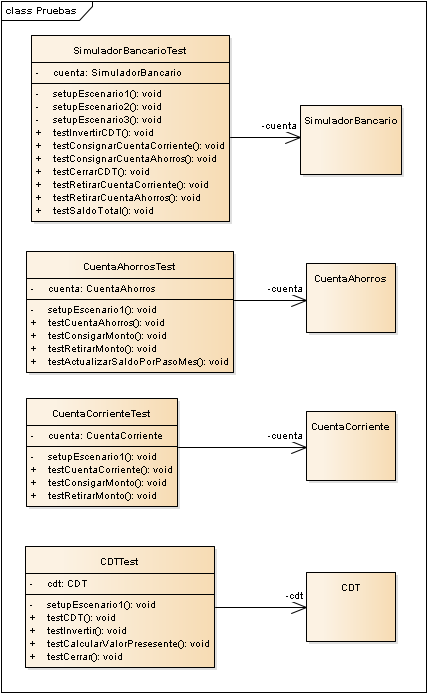 class Pruebas
SimuladorBancarioTest
- cuenta: SimuladorBancario
- setupEscenario1(): void
- setupEscenario2(): void
- setupEscenario3(): void
+ testInvertirCDT(): void
+ testConsignarCuentaCorriente(): void
+ testConsignarCuentaAhorros(): void
+ testCerrarCDT(): void
+ testRetirarCuentaCorriente(): void
+ testRetirarCuentaAhorros(): void
+ testSaldoTotal(): void
-cuenta
SimuladorBancario
CuentaAhorrosTest
- cuenta: CuentaAhorros
- setupEscenario1(): void
+ testCuentaAhorros(): void
+ testConsigarMonto(): void
+ testRetirarMonto(): void
+ testActualizarSaldoPorPasoMes(): void
-cuenta
CuentaAhorros
CuentaCorrienteTest
- cuenta: CuentaCorriente
- setupEscenario1(): void
+ testCuentaCorriente(): void
+ testConsigarMonto(): void
+ testRetirarMonto(): void
-cuenta
CuentaCorriente
CDTTest
- cdt: CDT
- setupEscenario1(): void
+ testCDT(): void
+ testInvertir(): void
+ testCalcularValorPresesente(): void
+ testCerrar(): void
-cdt
CDT